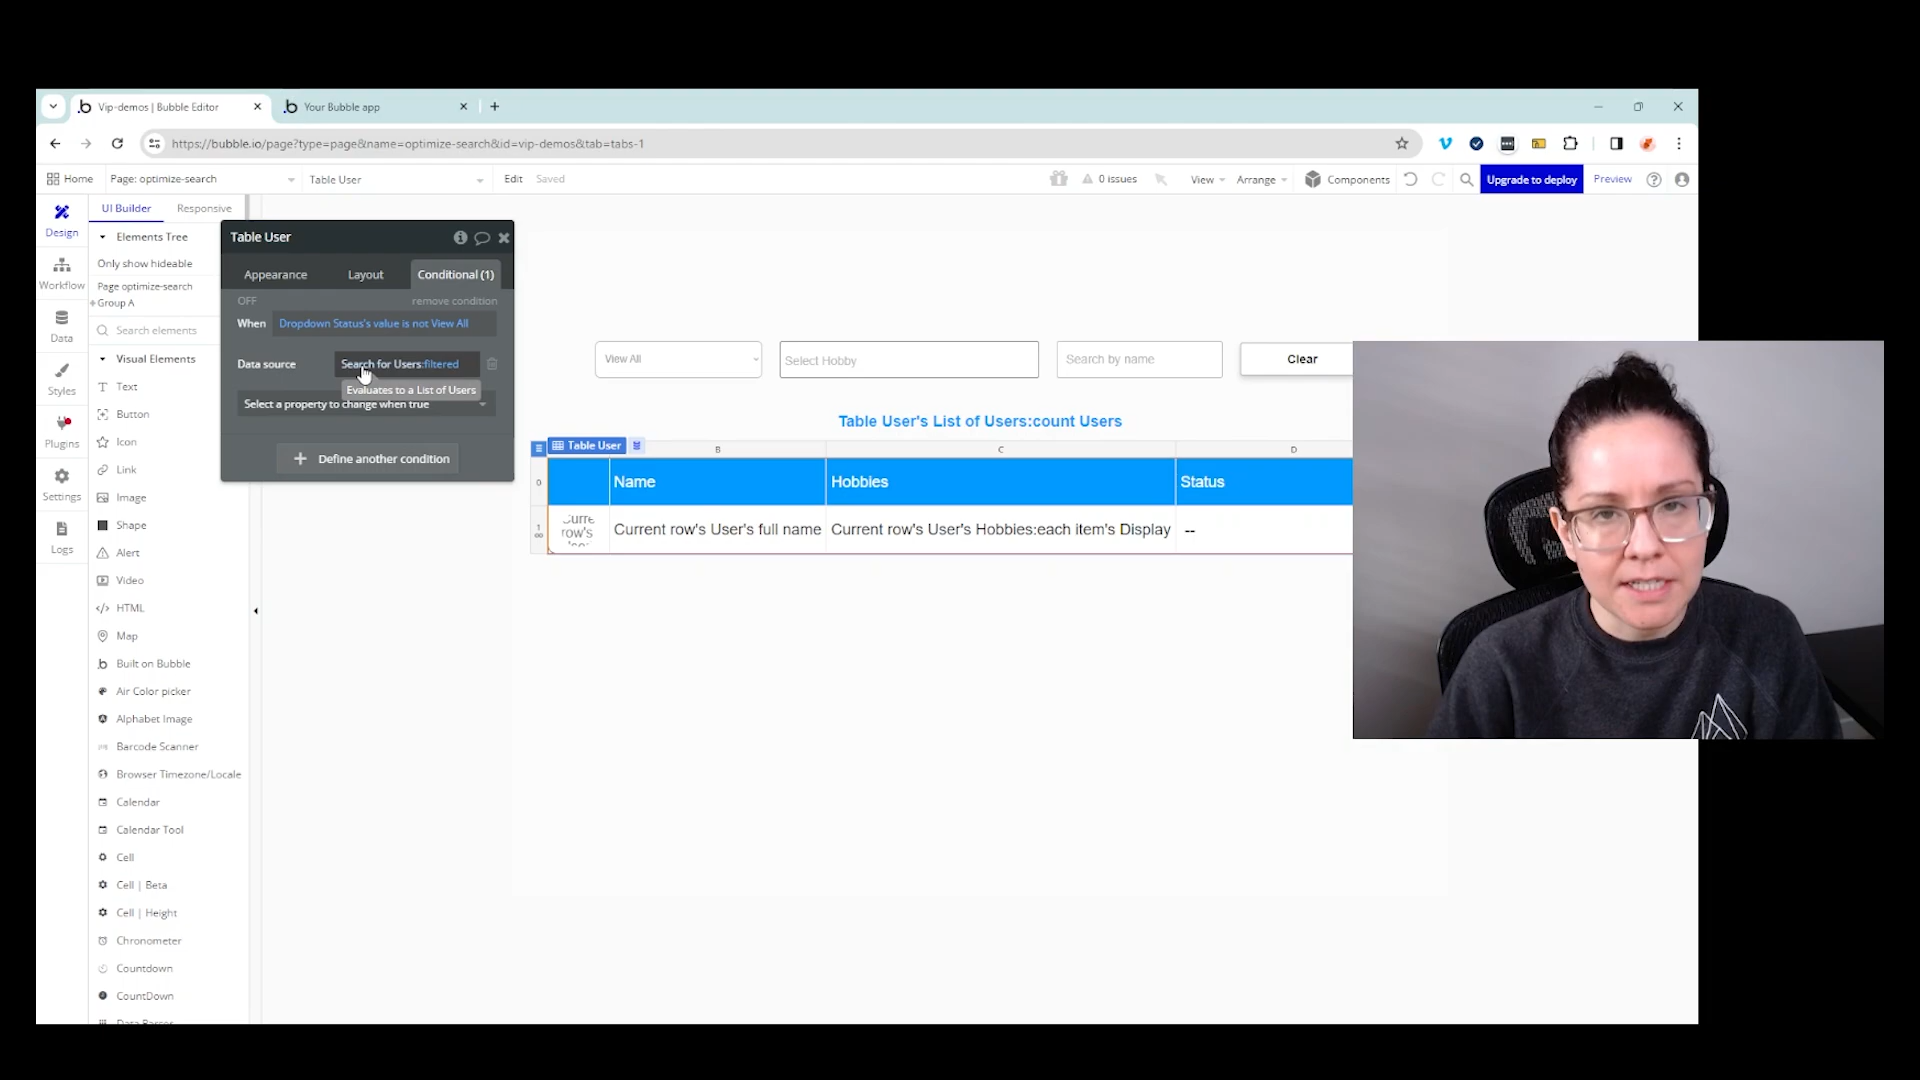 Vip-demos | Bubble Editor
Your Bubble app
https://bubble.io/page?type=page&name=optimize-search&id=vip-demos&tab=tabs-1
Home
Page: optimize-search
Table User
Edit
Saved
0 issues
View
Arrange
Components
Upgrade to deploy
Preview
Design
Workflow
Data
Styles
Plugins
Settings
Logs
UI Builder
Responsive
Elements Tree
Only show hideable
Page optimize-search
Group A
Search elements
Visual Elements
Text
Button
Icon
Link
Image
Shape
Alert
Video
HTML
Map
Built on Bubble
Air Color picker
Alphabet Image
Barcode Scanner
Browser Timezone/Locale
Calendar
Calendar Tool
Cell
Cell | Beta
Cell | Height
Chronometer
Countdown
CountDown
Table User
Appearance
Layout
Conditional (1)
OFF
remove condition
When
Dropdown Status's value is not View All
Data source
Search for Users:filtered
Evaluates to a List of Users
Select a property to change when true
Define another condition
View All
Select Hobby
Search by name
Clear
Table User's List of Users:count Users
Table User
B
C
D
0
Name
Hobbies
Status
1
∞
row's
Current row's User's full name
Current row's User's Hobbies:each item's Display
--